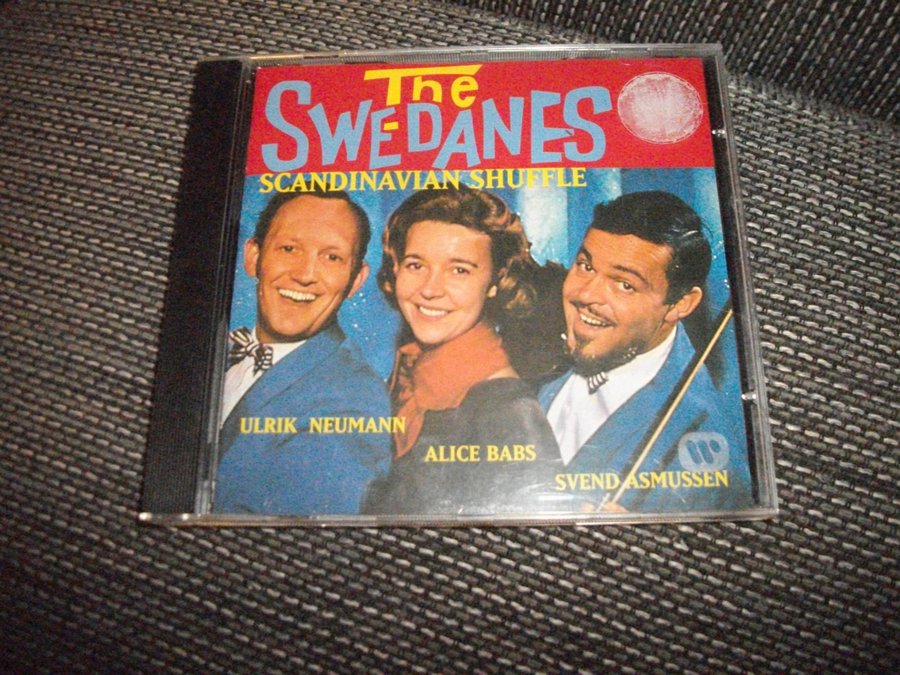 The
SWE-DANES
SCANDINAVIAN SHUFFLE
ULRIK NEUMANN
ALICE BABS
SVEND ASMUSSEN